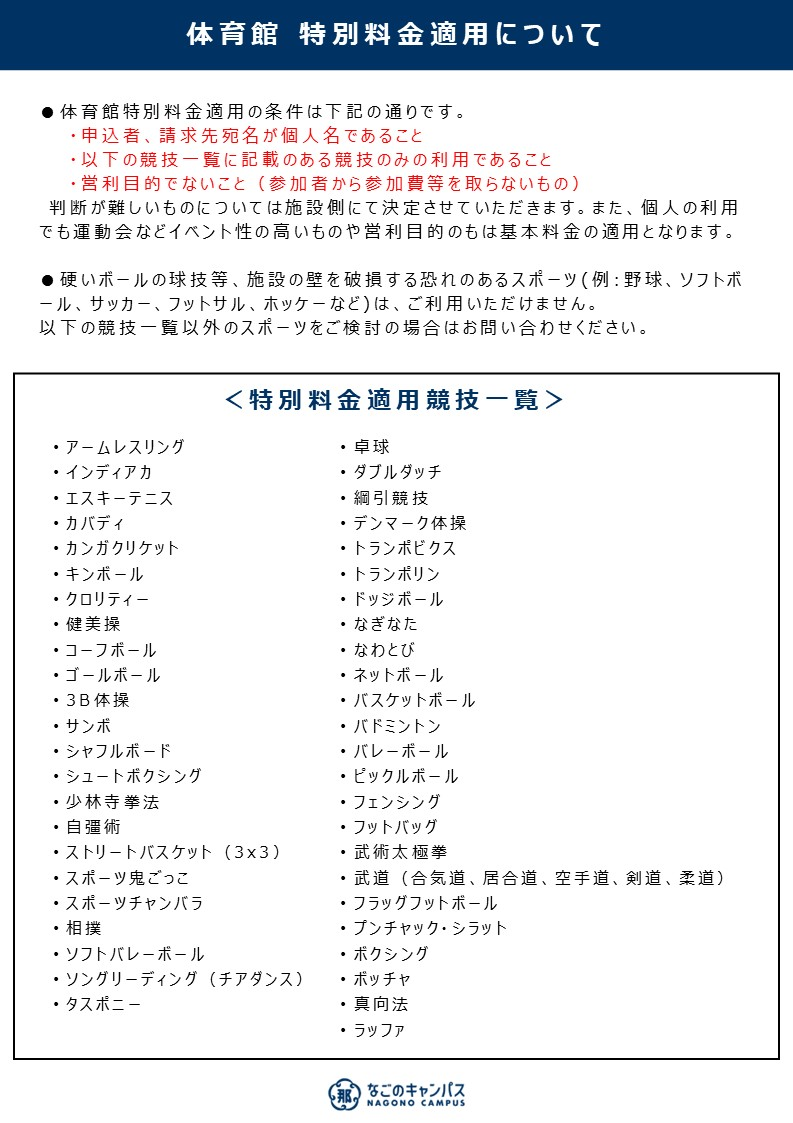 体育館 特別料金適用について
●体育館特別料金適用の条件は下記の通りです。
・申込者、請求先宛名が個人名であること
・以下の競技一覧に記載のある競技のみの利用であること
・営利目的でないこと（参加者から参加費等を取らないもの）
判断が難しいものについては施設側にて決定させていただきます。また、個人の利用
でも運動会などイベント性の高いものや営利目的のもは基本料金の適用となります。
●硬いボールの球技等、施設の壁を破損する恐れのあるスポーツ(例:野球、ソフトボ
ール、サッカー、フットサル、ホッケーなど)は、ご利用いただけません。
以下の競技一覧以外のスポーツをご検討の場合はお問い合わせください。
＜特別料金適用競技一覧＞
・アームレスリング
・インディアカ
・エスキーテニス
・カバディ
・カンガクリケット
・キンボール
・クロリティー
・健美操
・コーフボール
・ゴールボール
・3B体操
・サンボ
・シャフルボード
・シュートボクシング
・少林寺拳法
・自彊術
・ストリートバスケット（3x3）
・スポーツ鬼ごっこ
・スポーツチャンバラ
・相撲
・ソフトバレーボール
・ソングリーディング（チアダンス）
・タスポニー
・卓球
・ダブルダッチ
・綱引競技
・デンマーク体操
・トランポビクス
・トランポリン
・ドッジボール
・なぎなた
・なわとび
・ネットボール
・バスケットボール
・バドミントン
・バレーボール
・ピックルボール
・フェンシング
・フットバッグ
・武術太極拳
・武道（合気道、居合道、空手道、剣道、柔道）
・フラッグフットボール
・プンチャック・シラット
・ボクシング
・ボッチャ
・真向法
・ラッファ
那 なごのキャンパス
NAGONO CAMPUS